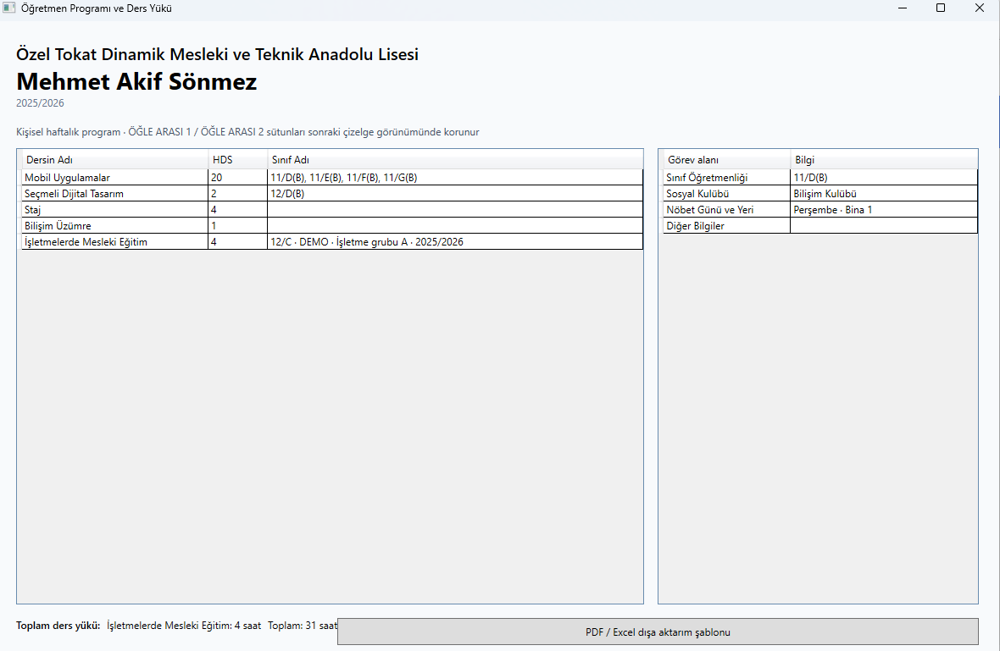 Öğretmen Programı ve Ders Yükü
Özel Tokat Dinamik Mesleki ve Teknik Anadolu Lisesi
Mehmet Akif Sönmez
2025/2026
Kişisel haftalık program · ÖĞLE ARASI 1 / ÖĞLE ARASI 2 sütunları sonraki çizelge görünümünde korunur
Dersin Adı HDS Sınıf Adı
Mobil Uygulamalar 20 11/D(B), 11/E(B), 11/F(B), 11/G(B)
Seçmeli Dijital Tasarım 2 12/D(B)
Staj 4
Bilişim Üzümre 1
İşletmelerde Mesleki Eğitim 4 12/C · DEMO · İşletme grubu A · 2025/2026
Görev alanı Bilgi
Sınıf Öğretmenliği 11/D(B)
Sosyal Kulübü Bilişim Kulübü
Nöbet Günü ve Yeri Perşembe · Bina 1
Diğer Bilgiler
Toplam ders yükü: İşletmelerde Mesleki Eğitim: 4 saat Toplam: 31 saat
PDF / Excel dışa aktarım şablonu